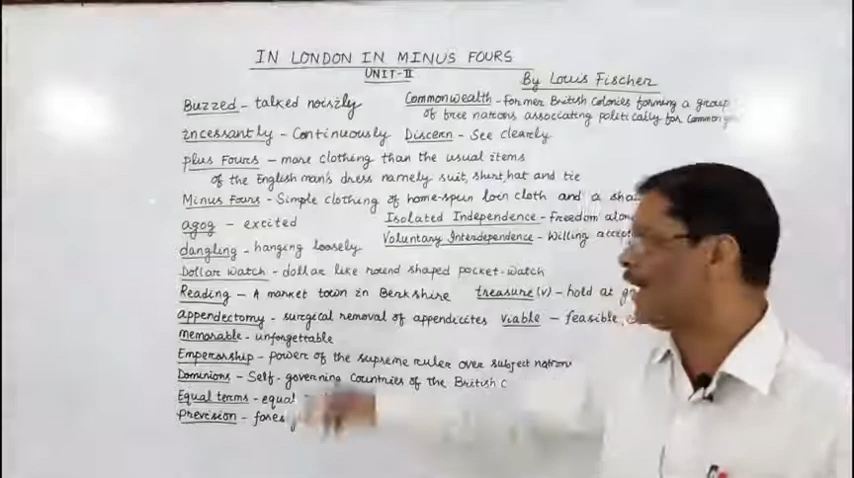 IN LONDON IN MINUS FOURS
UNIT-II
By Louis Fischer
Buzzed - talked noisily
Commonwealth - Former British Colonies forming a group
of free nations associating politically for common
incessantly - Continuously Discern - See clearly
plus Fours - more clothing than the usual items
of the English man's dress namely suit, shirt, hat and tie
Minus Fours - Simple clothing of home-spun loin cloth and a
agog - excited
Isolated Independence - Freedom
Voluntary Interdependence - Willing
dangling - hanging loosely
Dollar watch - dollar like round shaped pocket-watch
Reading - A market town in Berkshire treasure (v) - hold at
appendectomy - surgical removal of appendicites viable - feasible,
memorable - unforgettable
Emperorship - power of the supreme ruler over subject nation
Dominions - Self-governing Countries of the British
Equal terms - equal
Prevision -